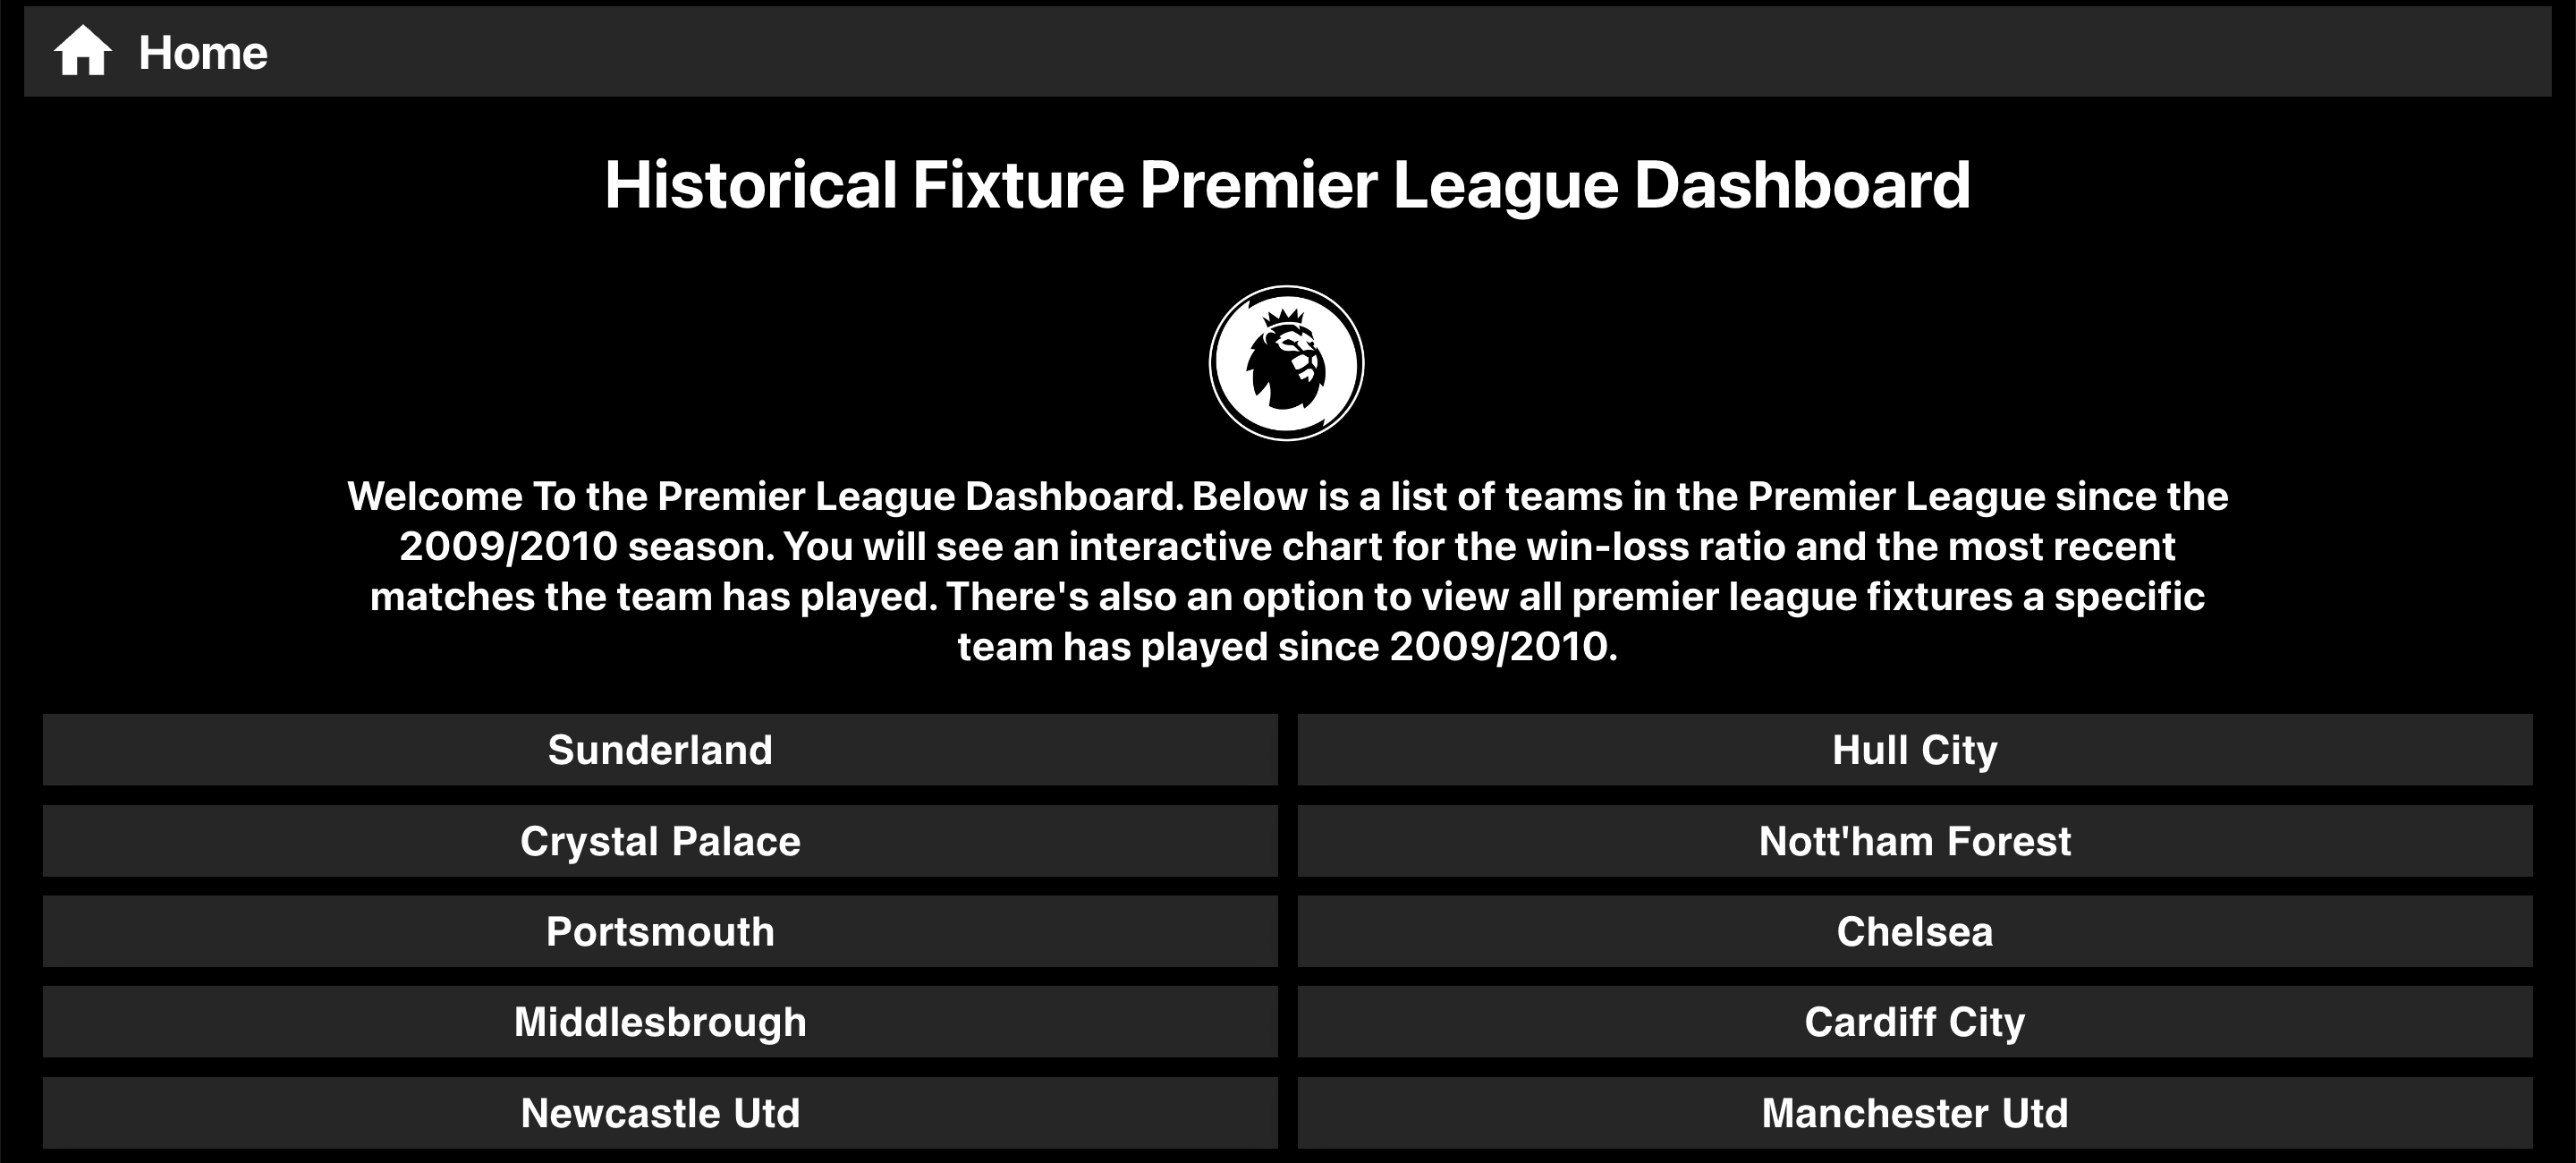 Home
Historical Fixture Premier League Dashboard
Welcome To the Premier League Dashboard. Below is a list of teams in the Premier League since the
2009/2010 season. You will see an interactive chart for the win-loss ratio and the most recent
matches the team has played. There's also an option to view all premier league fixtures a specific
team has played since 2009/2010.
Sunderland
Hull City
Crystal Palace
Nott'ham Forest
Portsmouth
Chelsea
Middlesbrough
Cardiff City
Newcastle Utd
Manchester Utd